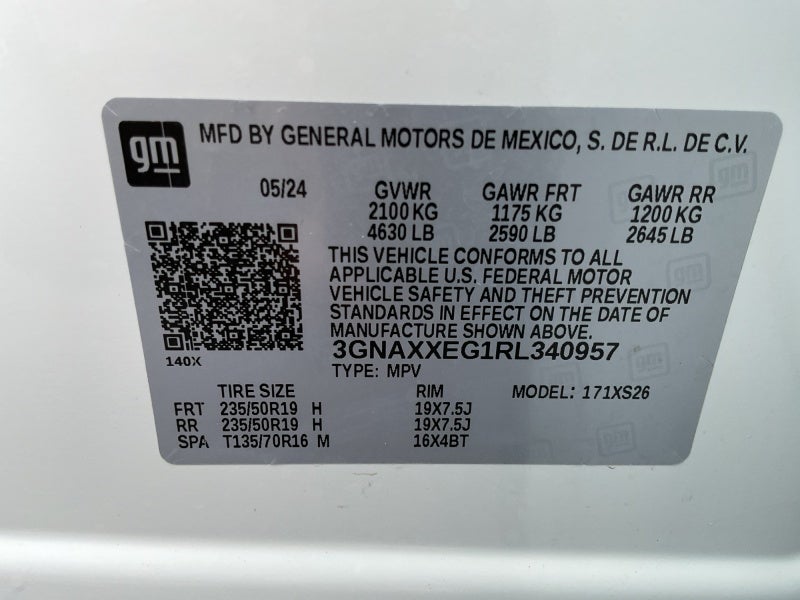 gm
MFD BY GENERAL MOTORS DE MEXICO, S. DE R.L. DE C.V.
05/24 GVWR GAWR FRT GAWR RR
2100 KG 1175 KG 1200 KG
4630 LB 2590 LB 2645 LB
THIS VEHICLE CONFORMS TO ALL
APPLICABLE U.S. FEDERAL MOTOR
VEHICLE SAFETY AND THEFT PREVENTION
STANDARDS IN EFFECT ON THE DATE OF
MANUFACTURE SHOWN ABOVE.
3GNAXXEG1RL340957
140X
TYPE: MPV
TIRE SIZE RIM MODEL: 171XS26
FRT 235/50R19 H 19X7.5J
RR 235/50R19 H 19X7.5J
SPA T135/70R16 M 16X4BT